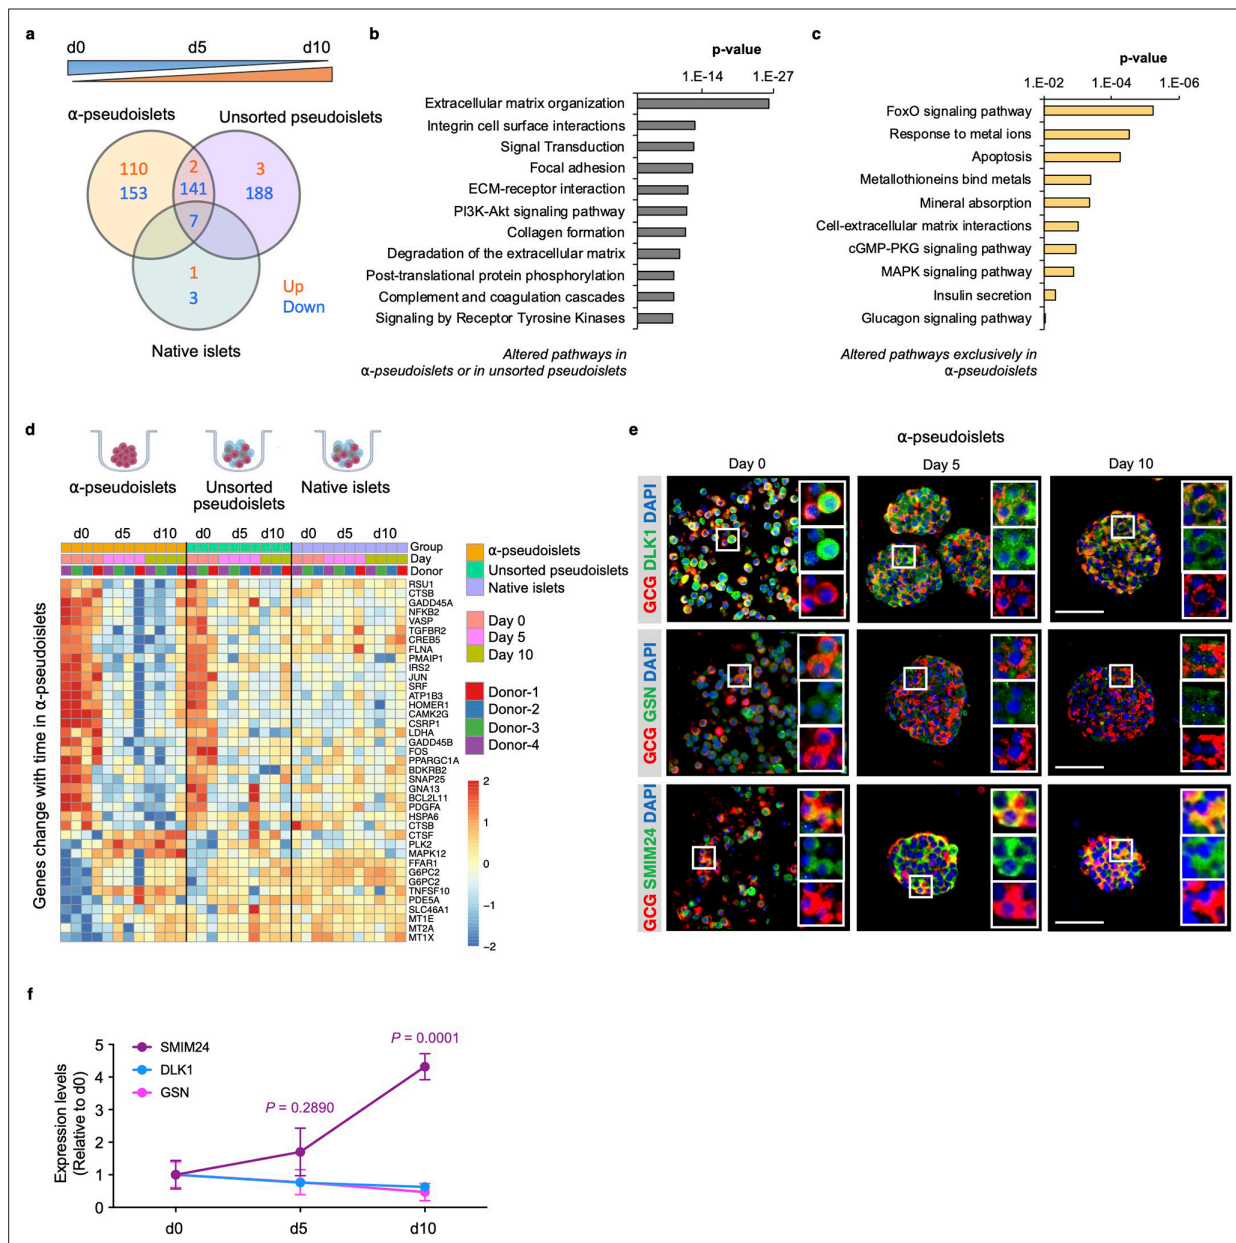 a
d0 d5 d10
α-pseudoislets
Unsorted pseudoislets
110 2 3
153 141 188
7
1
3
Up
Down
Native islets
b
p-value
1.E-14 1.E-27
Extracellular matrix organization
Integrin cell surface interactions
Signal Transduction
Focal adhesion
ECM-receptor interaction
PI3K-Akt signaling pathway
Collagen formation
Degradation of the extracellular matrix
Post-translational protein phosphorylation
Complement and coagulation cascades
Signaling by Receptor Tyrosine Kinases
Altered pathways in
α-pseudoislets or in unsorted pseudoislets
c
p-value
1.E-02 1.E-04 1.E-06
FoxO signaling pathway
Response to metal ions
Apoptosis
Metallothioneins bind metals
Mineral absorption
Cell-extracellular matrix interactions
cGMP-PKG signaling pathway
MAPK signaling pathway
Insulin secretion
Glucagon signaling pathway
Altered pathways exclusively in
α-pseudoislets
d
α-pseudoislets
Unsorted
pseudoislets
Native islets
d0 d5 d10 d0 d5 d10 d0 d5 d10
Group
Day
Donor
Genes change with time in α-pseudoislets
RSU1
CTSB
GADD45A
NFKB2
VASP
TGFBR2
CREB5
FLNA
PMAIP1
IRS2
JUN
SRF
ATP1B3
HOMER1
CAMK2G
CSRP1
LDHA
GADD45B
FOS
PPARGC1A
BDKRB2
SNAP25
GNA13
BCL2L11
PDGFA
HSPA6
CTSB
CTSF
PLK2
MAPK12
FFAR1
G6PC2
G6PC2
TNFSF10
PDE5A
SLC46A1
MT1E
MT2A
MT1X
α-pseudoislets
Unsorted pseudoislets
Native islets
Day 0
Day 5
Day 10
Donor-1
Donor-2
Donor-3
Donor-4
2
1
0
−1
−2
e
α-pseudoislets
Day 0 Day 5 Day 10
GCG DLK1 DAPI
GCG GSN DAPI
GCG SMIM24 DAPI
f
Expression levels
(Relative to d0)
5
4
3
2
1
0
SMIM24
DLK1
GSN
P = 0.2890
P = 0.0001
d0 d5 d10